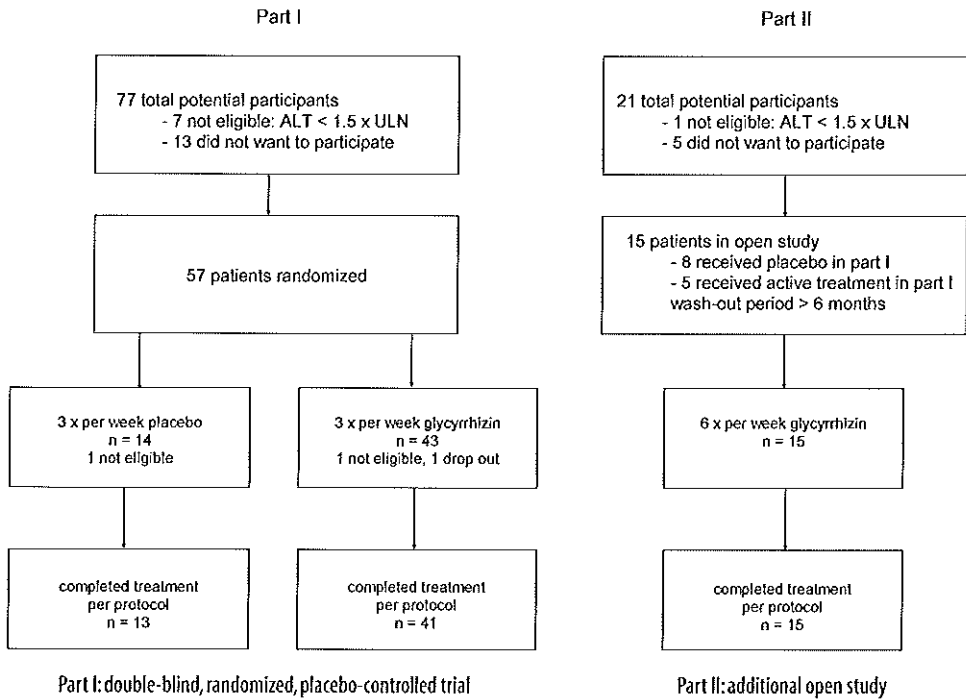 Part I
77 total potential participants
- 7 not eligible: ALT < 1.5 x ULN
- 13 did not want to participate
57 patients randomized
3 x per week placebo
n = 14
1 not eligible
3 x per week glycyrrhizin
n = 43
1 not eligible, 1 drop out
completed treatment
per protocol
n = 13
completed treatment
per protocol
n = 41
Part I: double-blind, randomized, placebo-controlled trial
Part II
21 total potential participants
- 1 not eligible: ALT < 1.5 x ULN
- 5 did not want to participate
15 patients in open study
- 8 received placebo in part I
- 5 received active treatment in part I
wash-out period > 6 months
6 x per week glycyrrhizin
n = 15
completed treatment
per protocol
n = 15
Part II: additional open study